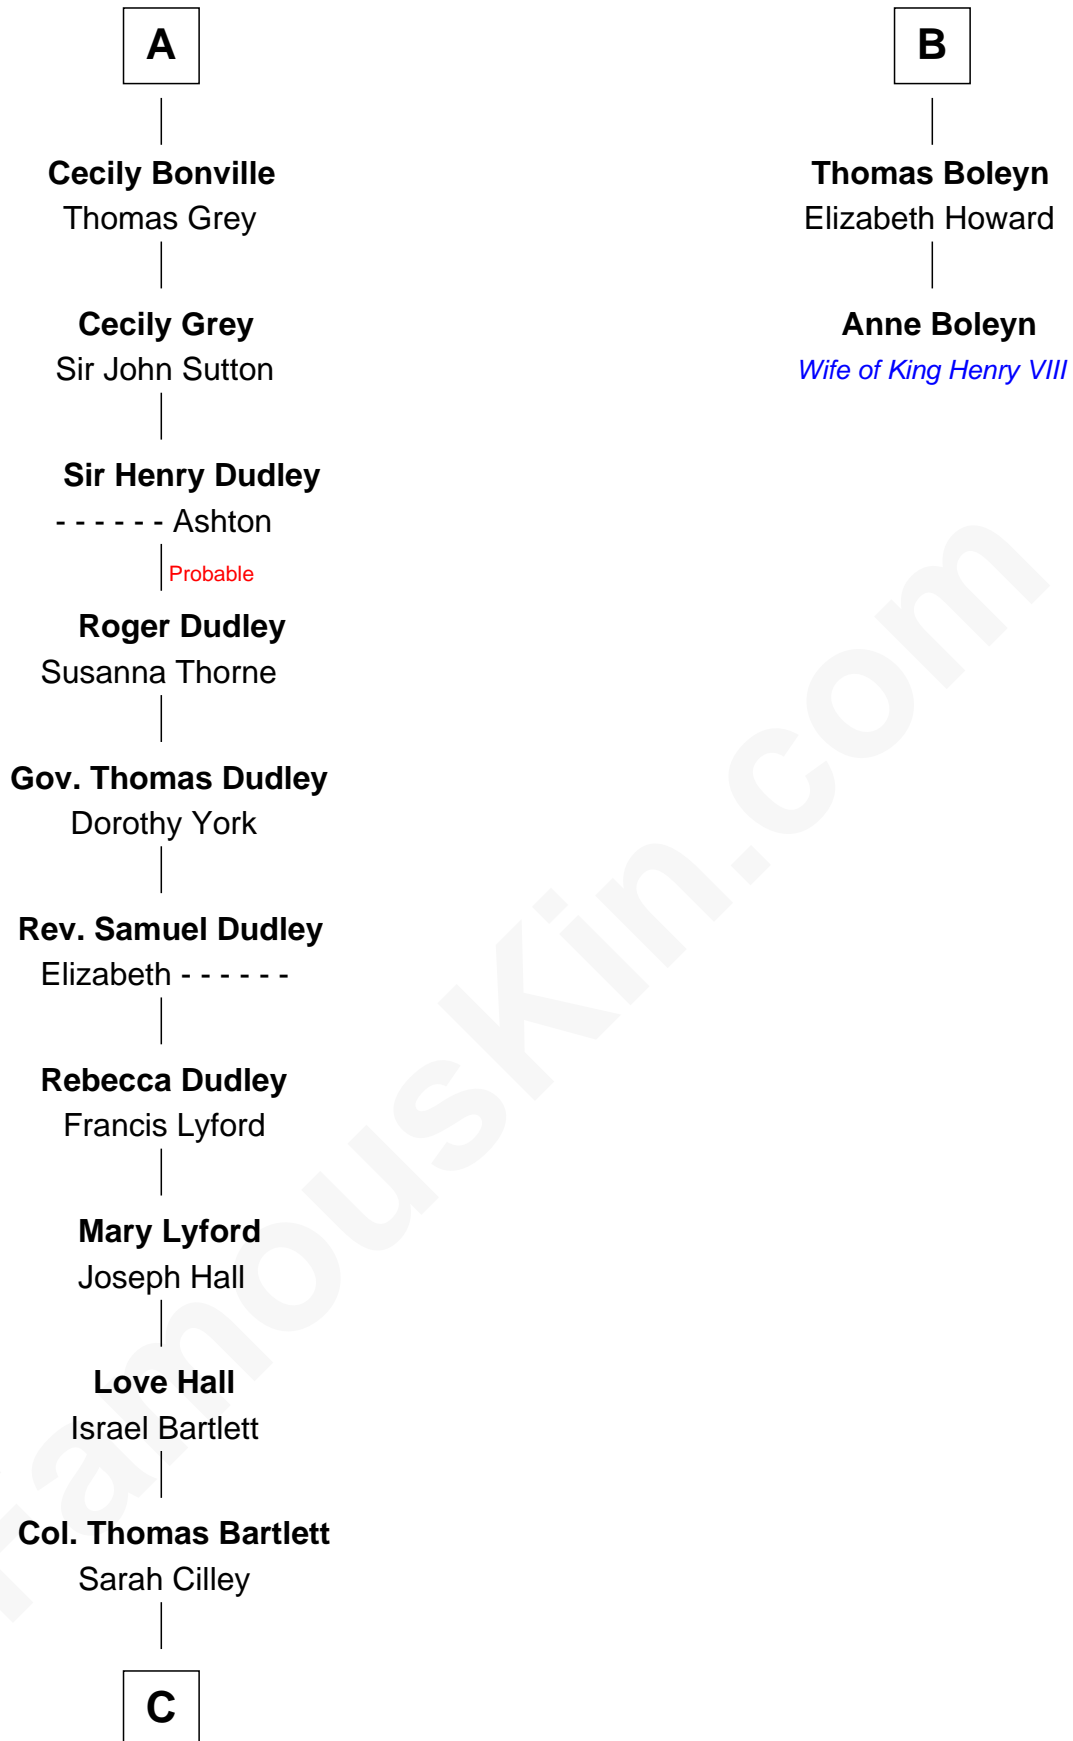 A
Cecily Bonville
Thomas Grey
Cecily Grey
Sir John Sutton
Sir Henry Dudley
- - - - - - Ashton
Probable
Roger Dudley
Susanna Thorne
Gov. Thomas Dudley
Dorothy York
Rev. Samuel Dudley
Elizabeth - - - - - -
Rebecca Dudley
Francis Lyford
Mary Lyford
Joseph Hall
Love Hall
Israel Bartlett
Col. Thomas Bartlett
Sarah Cilley
C
B
Thomas Boleyn
Elizabeth Howard
Anne Boleyn
Wife of King Henry VIII
FamousKin.com